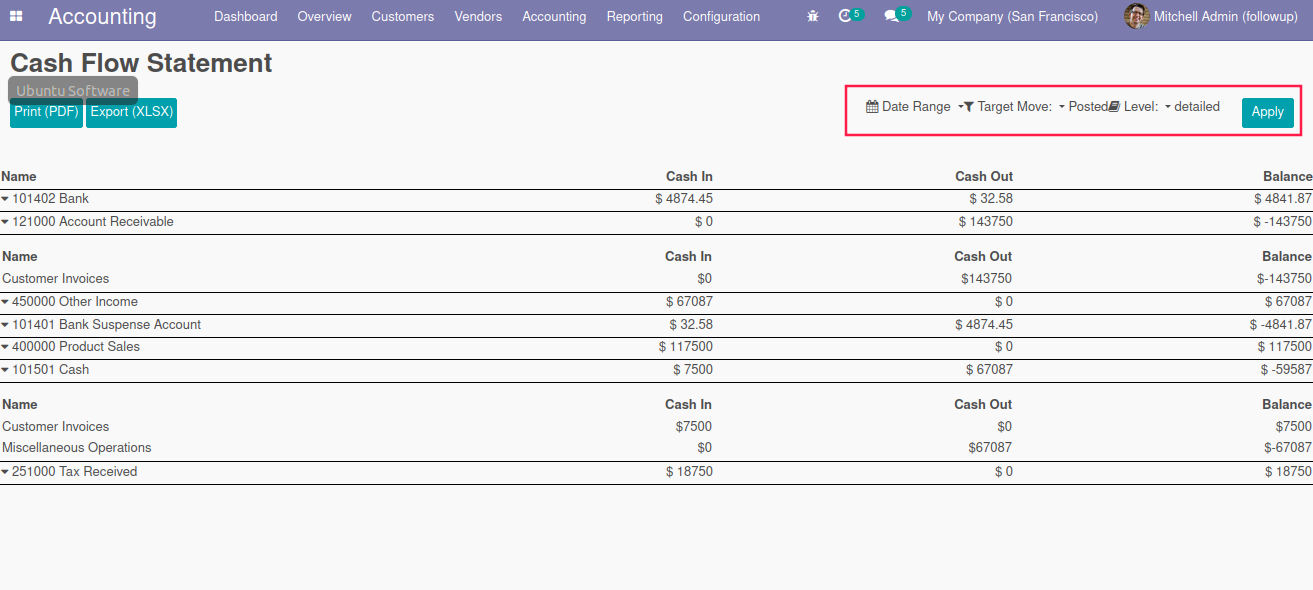 Accounting Dashboard Overview Customers Vendors Accounting Reporting Configuration 5 5 My Company (San Francisco) Mitchell Admin (followup)
Cash Flow Statement
Ubuntu Software
Print (PDF) Export (XLSX) Date Range Target Move: Posted Level: detailed Apply
Name Cash In Cash Out Balance
101402 Bank $ 4874.45 $ 32.58 $ 4841.87
121000 Account Receivable $ 0 $ 143750 $ -143750
Name Cash In Cash Out Balance
Customer Invoices $0 $143750 $-143750
450000 Other Income $ 67087 $ 0 $ 67087
101401 Bank Suspense Account $ 32.58 $ 4874.45 $ -4841.87
400000 Product Sales $ 117500 $ 0 $ 117500
101501 Cash $ 7500 $ 67087 $ -59587
Name Cash In Cash Out Balance
Customer Invoices $7500 $0 $7500
Miscellaneous Operations $0 $67087 $-67087
251000 Tax Received $ 18750 $ 0 $ 18750